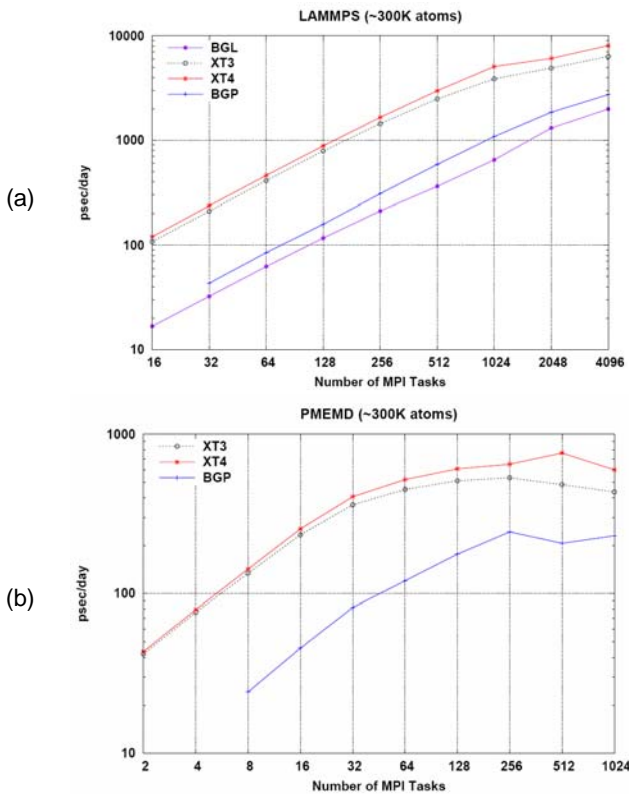 (a)
LAMMPS (~300K atoms)
BGL
XT3
XT4
BGP
psec/day
10000
1000
100
10
16 32 64 128 256 512 1024 2048 4096
Number of MPI Tasks
(b)
PMEMD (~300K atoms)
XT3
XT4
BGP
psec/day
1000
100
10
2 4 8 16 32 64 128 256 512 1024
Number of MPI Tasks